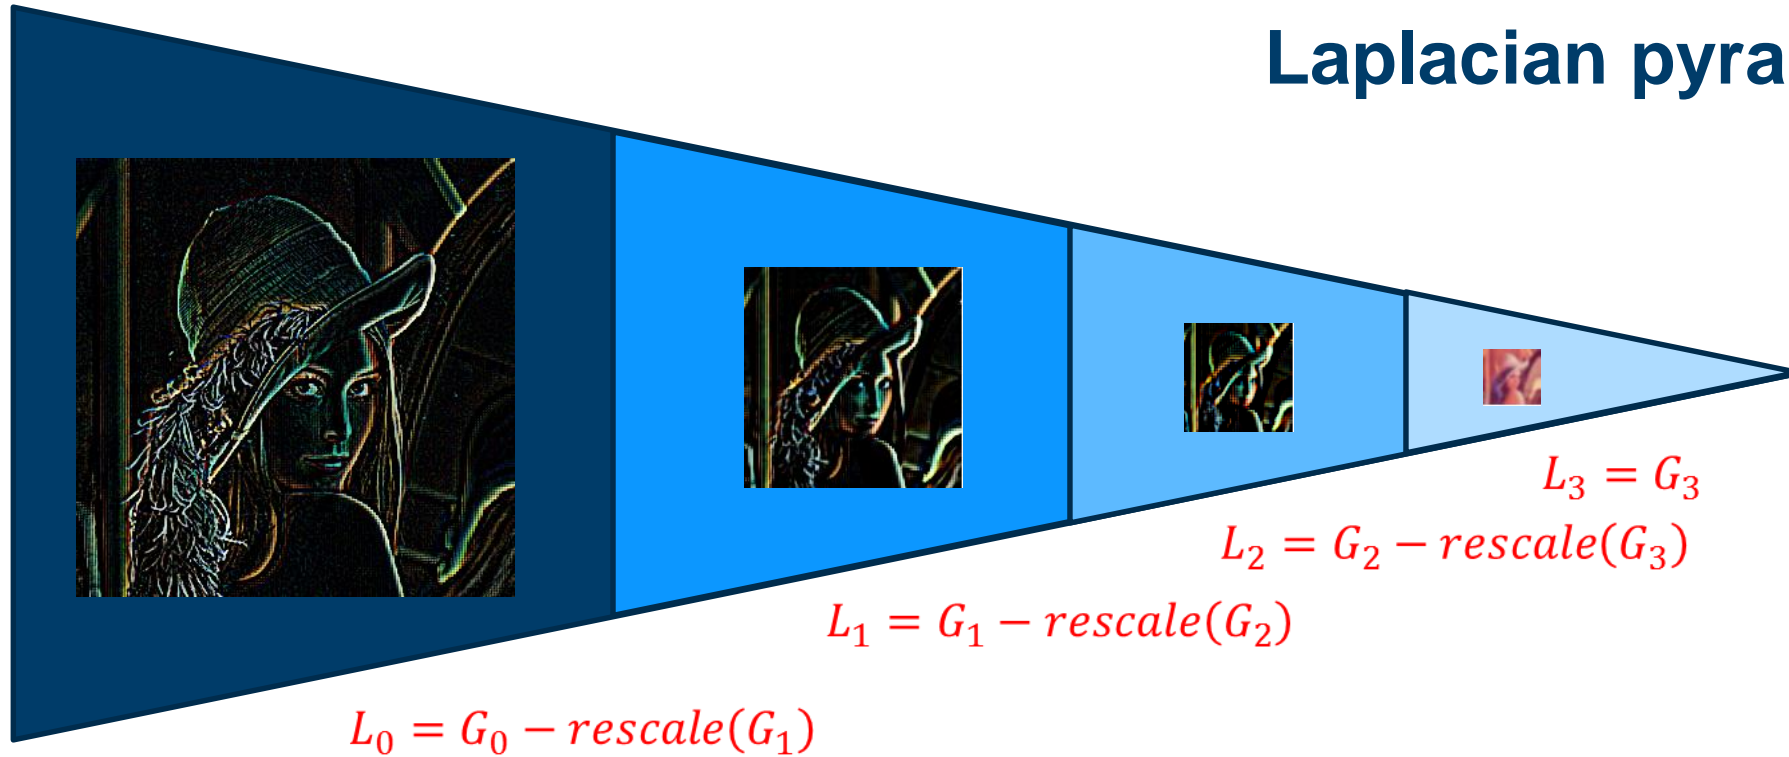 Laplacian pyra
L₃ = G₃
L₂ = G₂ − rescale(G₃)
L₁ = G₁ − rescale(G₂)
L₀ = G₀ − rescale(G₁)